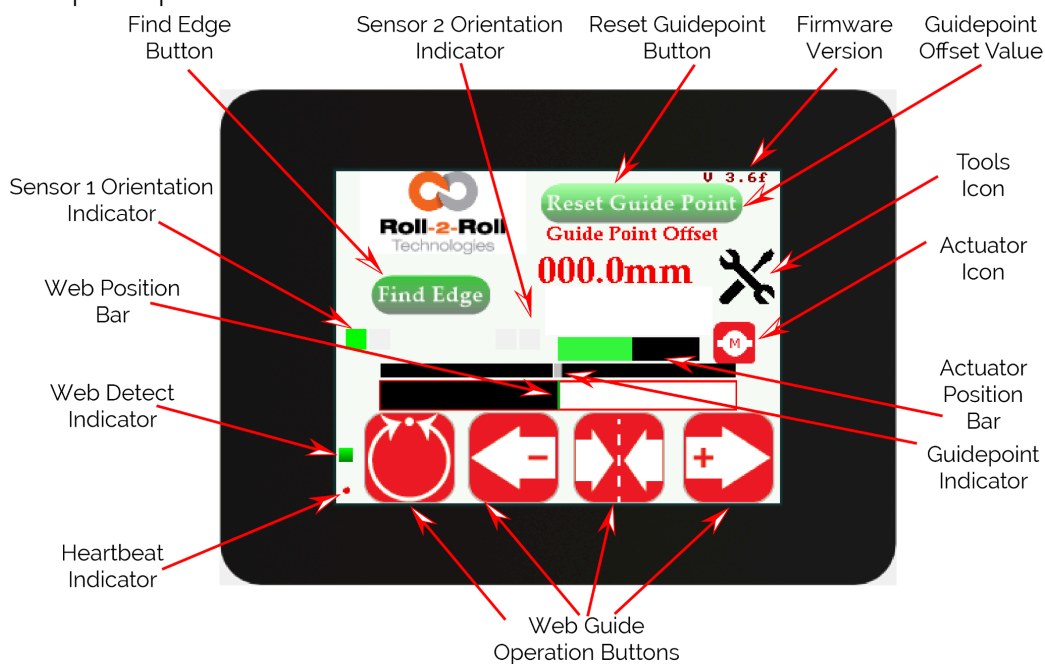 Find Edge
Button
Sensor 2 Orientation
Indicator
Reset Guidepoint
Button
Firmware
Version
Guidepoint
Offset Value
Sensor 1 Orientation
Indicator
Web Position
Bar
Web Detect
Indicator
Heartbeat
Indicator
V 3.6f
Roll-2-Roll
Technologies
Reset Guide Point
Guide Point Offset
000.0mm
Find Edge
M
-
+
Tools
Icon
Actuator
Icon
Actuator
Position
Bar
Guidepoint
Indicator
Web Guide
Operation Buttons